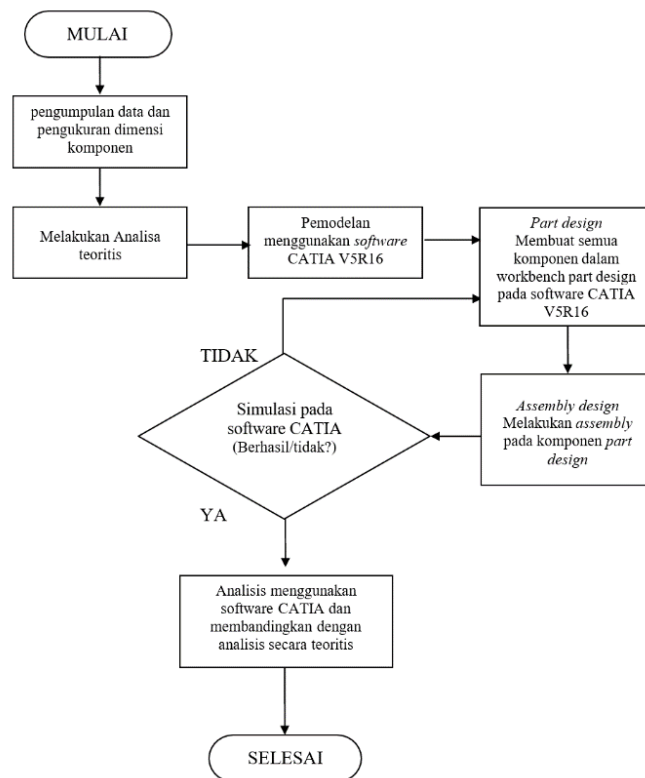 MULAI
pengumpulan data dan
pengukuran dimensi
komponen
Melakukan Analisa
teoritis
Pemodelan
menggunakan software
CATIA V5R16
Part design
Membuat semua
komponen dalam
workbench part design
pada software CATIA
V5R16
Assembly design
Melakukan assembly
pada komponen part
design
TIDAK
Simulasi pada
software CATIA
(Berhasil/tidak?)
YA
Analisis menggunakan
software CATIA dan
membandingkan dengan
analisis secara teoritis
SELESAI